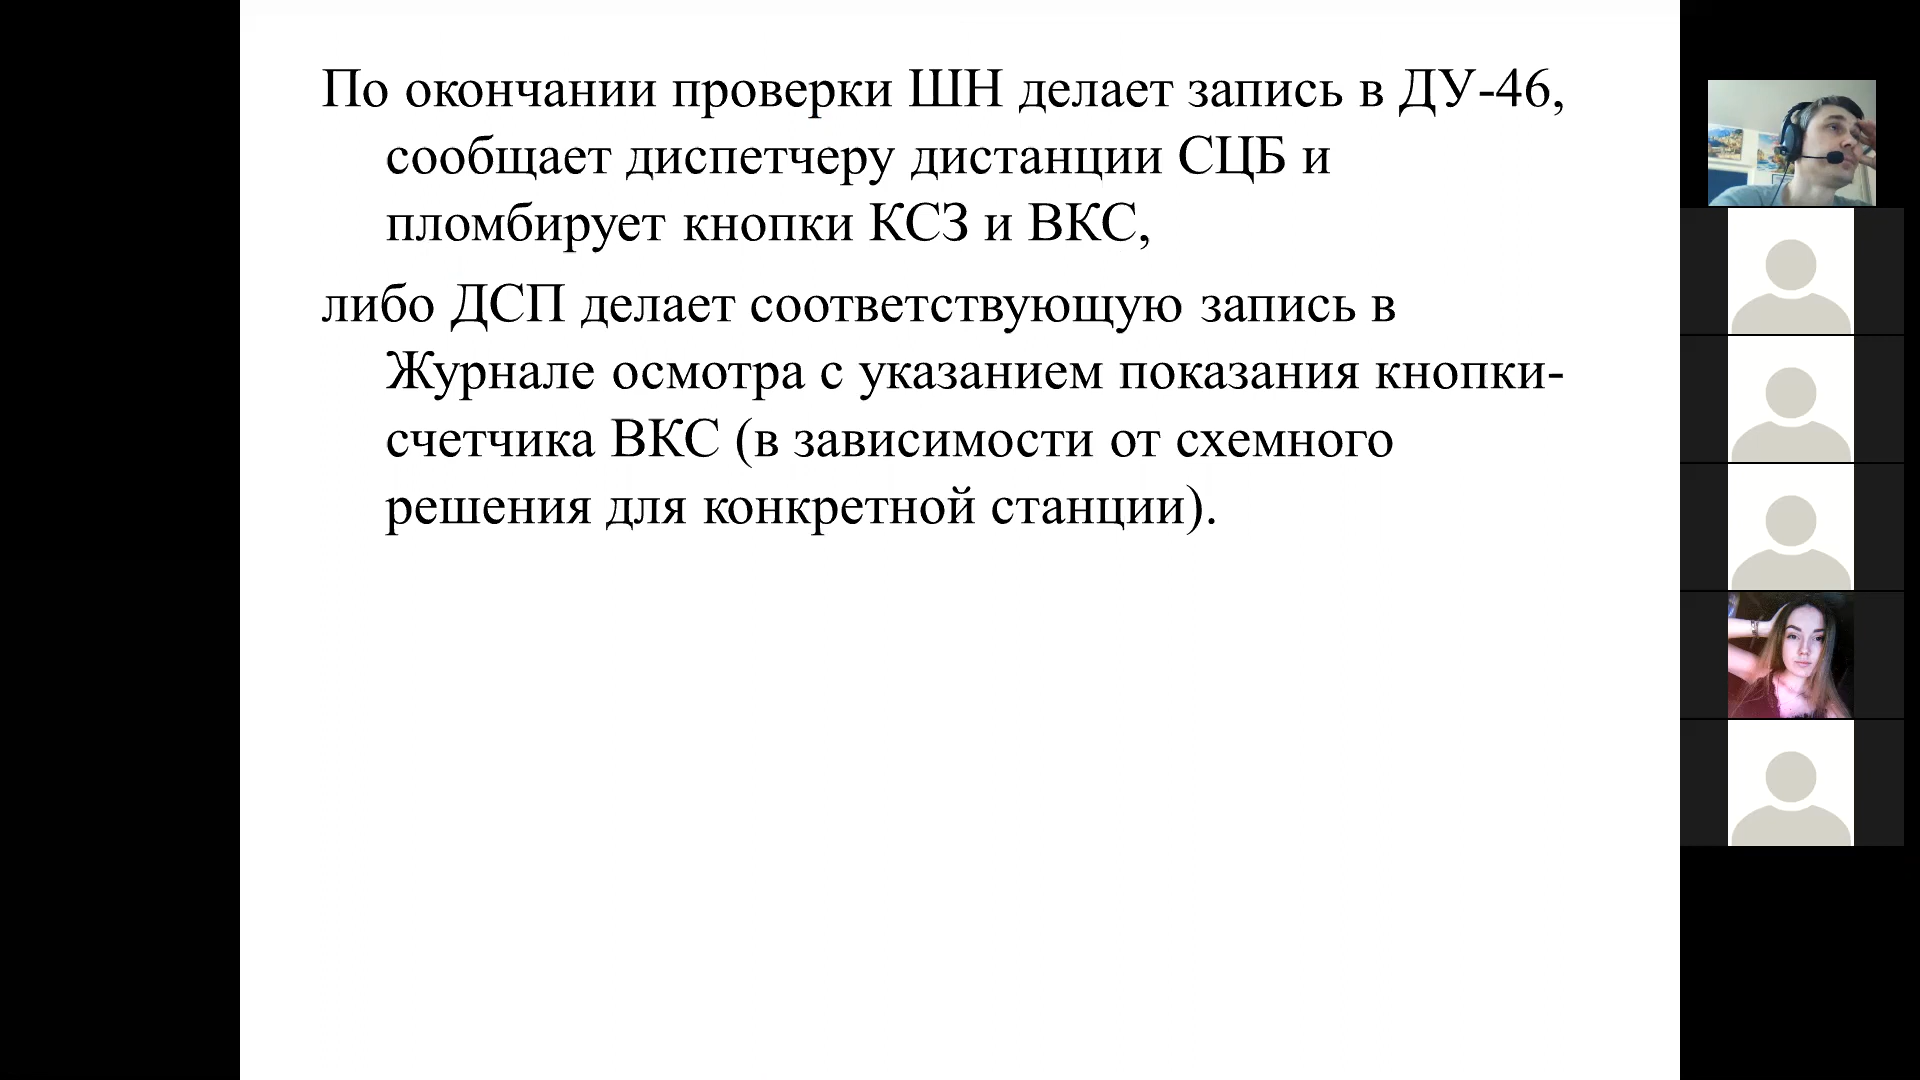 По окончании проверки ШН делает запись в ДУ-46,
сообщает диспетчеру дистанции СЦБ и
пломбирует кнопки КСЗ и ВКС,
либо ДСП делает соответствующую запись в
Журнале осмотра с указанием показания кнопки-
счетчика ВКС (в зависимости от схемного
решения для конкретной станции).